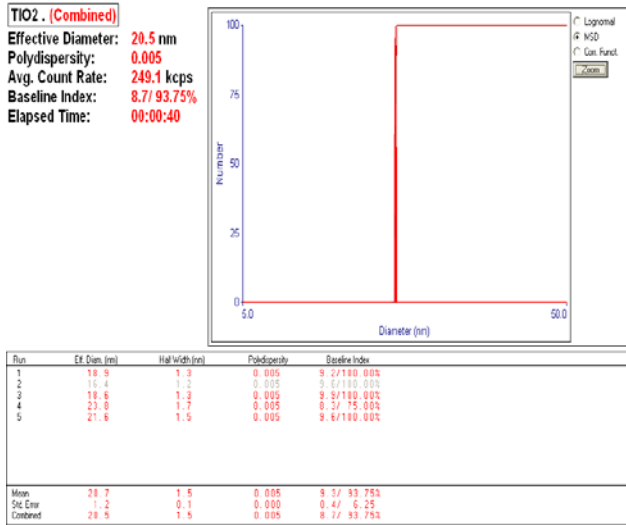 TIO2 . (Combined)
Effective Diameter: 20.5 nm
Polydispersity: 0.005
Avg. Count Rate: 249.1 kcps
Baseline Index: 8.7/ 93.75%
Elapsed Time: 00:00:40
Lognormal
MSD
Corr. Funct.
Zoom
100
75
50
25
0
Number
5.0 50.0
Diameter (nm)
Run Eff. Diam. (nm) Half Width (nm) Polydispersity Baseline Index
1 18.9 1.3 0.005 9.2/100.00%
2 16.4 1.2 0.005 9.6/100.00%
3 18.6 1.3 0.005 9.9/100.00%
4 23.8 1.7 0.005 8.3/ 75.00%
5 21.6 1.5 0.005 9.6/100.00%
Mean 20.7 1.5 0.005 9.3/ 93.75%
Std. Error 1.2 0.1 0.000 0.4/ 6.25
Combined 20.5 1.5 0.005 8.7/ 93.75%